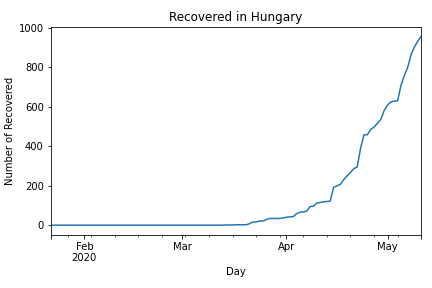 Recovered in Hungary
1000
800
600
400
200
0
Number of Recovered
Feb
2020
Mar
Apr
May
Day